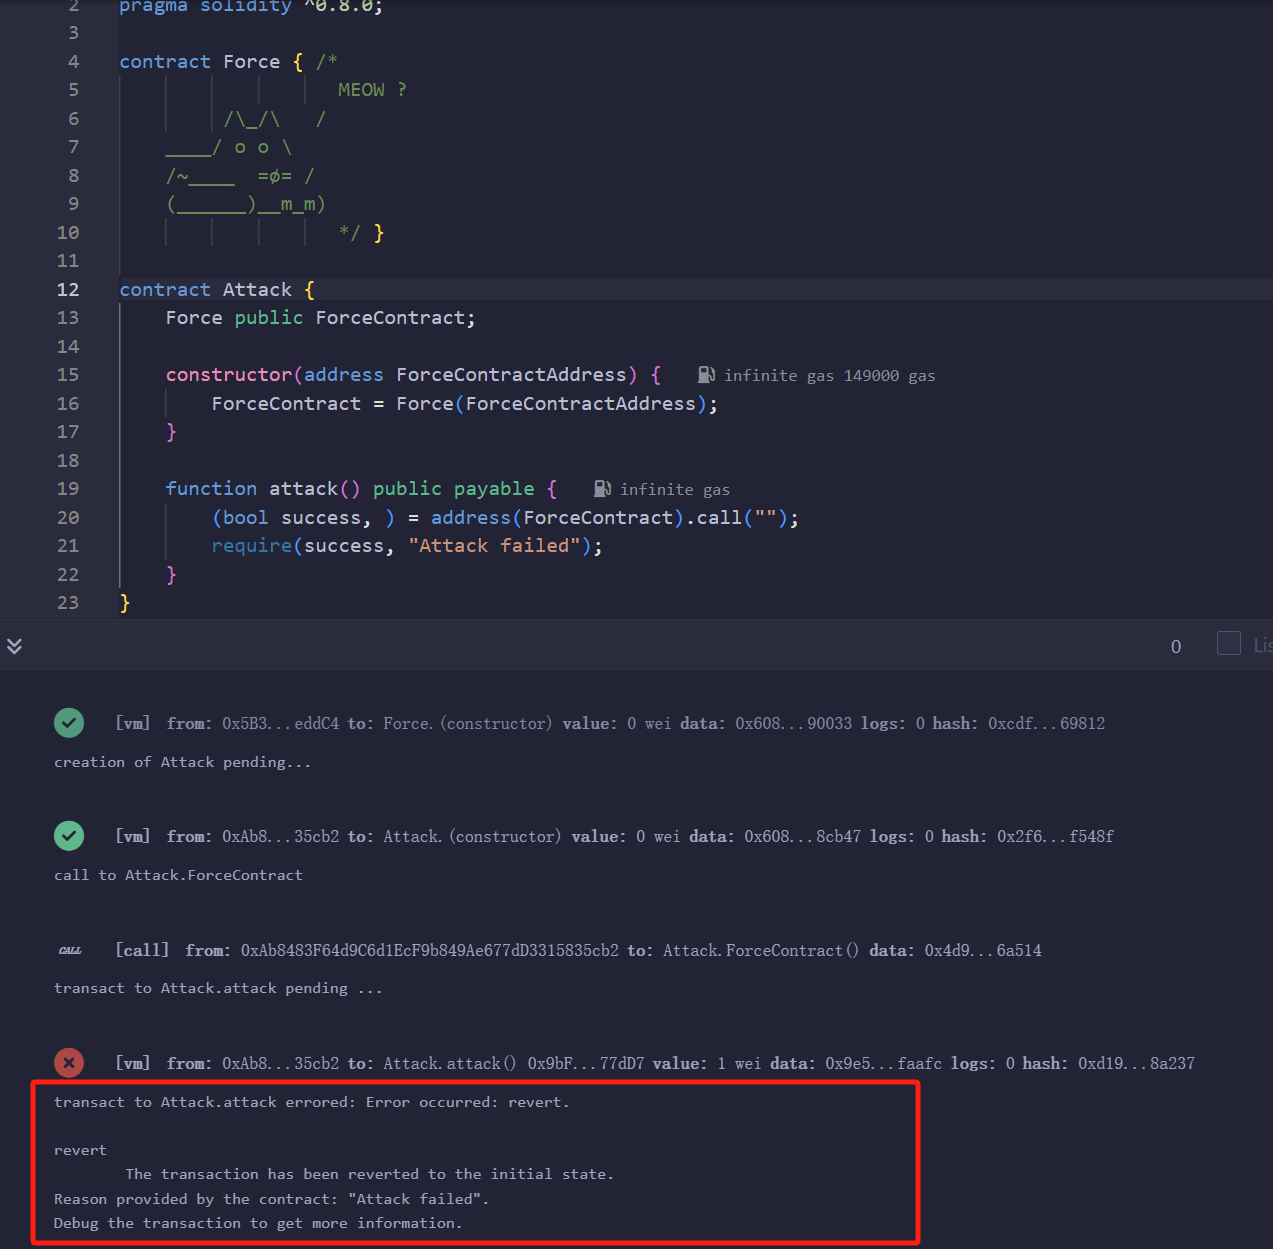 2 pragma solidity ^0.8.0;
3
4 contract Force { /*
5 MEOW ?
6 /\_/\   /
7 ____/ o o \
8 /~____  =ø= /
9 (______)__m_m)
10 */ }
11
12 contract Attack {
13 Force public ForceContract;
14
15 constructor(address ForceContractAddress) { infinite gas 149000 gas
16 ForceContract = Force(ForceContractAddress);
17 }
18
19 function attack() public payable { infinite gas
20 (bool success, ) = address(ForceContract).call("");
21 require(success, "Attack failed");
22 }
23 }
0
[vm] from: 0x5B3...eddC4 to: Force.(constructor) value: 0 wei data: 0x608...90033 logs: 0 hash: 0xcdf...69812
creation of Attack pending...
[vm] from: 0xAb8...35cb2 to: Attack.(constructor) value: 0 wei data: 0x608...8cb47 logs: 0 hash: 0x2f6...f548f
call to Attack.ForceContract
CALL [call] from: 0xAb8483F64d9C6d1EcF9b849Ae677dD3315835cb2 to: Attack.ForceContract() data: 0x4d9...6a514
transact to Attack.attack pending ...
[vm] from: 0xAb8...35cb2 to: Attack.attack() 0x9bF...77dD7 value: 1 wei data: 0x9e5...faafc logs: 0 hash: 0xd19...8a237
transact to Attack.attack errored: Error occurred: revert.
revert
The transaction has been reverted to the initial state.
Reason provided by the contract: "Attack failed".
Debug the transaction to get more information.